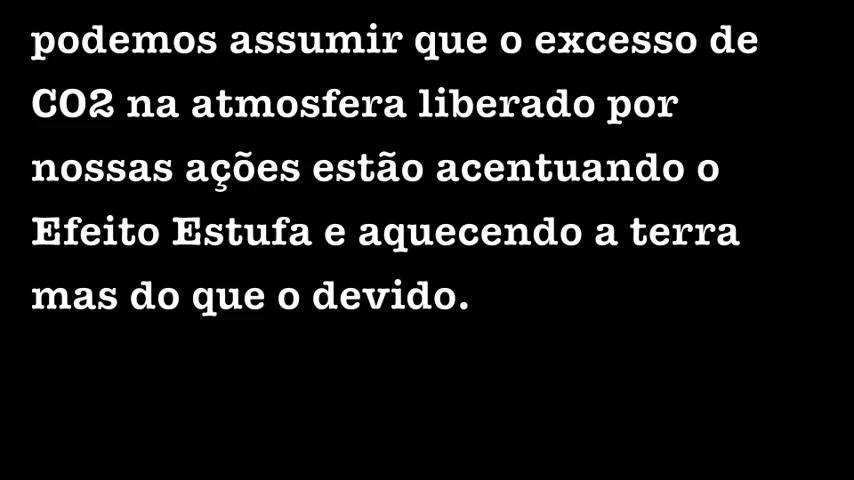 podemos assumir que o excesso de
CO2 na atmosfera liberado por
nossas ações estão acentuando o
Efeito Estufa e aquecendo a terra
mas do que o devido.